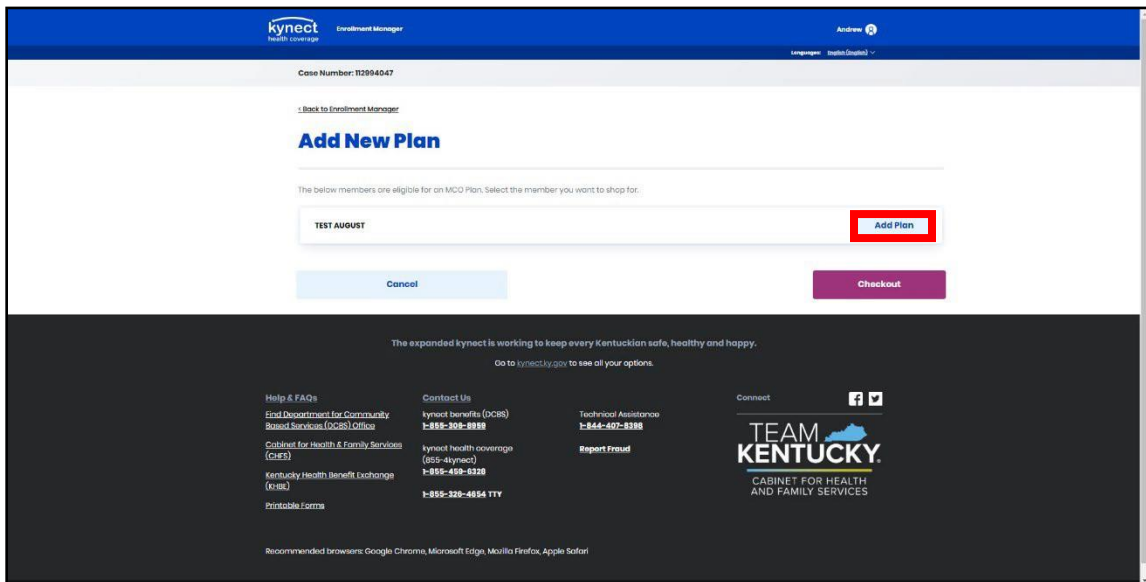 kynect
health coverage
Enrollment Manager
Andrew
Languages: English (English)
Case Number: 112994047
< Back to Enrollment Manager
Add New Plan
The below members are eligible for an MCO Plan. Select the member you want to shop for.
TEST AUGUST
Add Plan
Cancel
Checkout
The expanded kynect is working to keep every Kentuckian safe, healthy and happy.
Go to kynect.ky.gov to see all your options.
Help & FAQs
Find Department for Community
Based Services (DCBS) Office
Cabinet for Health & Family Services
(CHFS)
Kentucky Health Benefit Exchange
(KHBE)
Printable Forms
Contact Us
kynect benefits (DCBS)
1-855-306-8959
kynect health coverage
(855-4kynect)
1-855-459-6328
1-855-326-4654 TTY
Technical Assistance
1-844-407-8398
Report Fraud
Connect
TEAM
KENTUCKY.
CABINET FOR HEALTH
AND FAMILY SERVICES
Recommended browsers: Google Chrome, Microsoft Edge, Mozilla Firefox, Apple Safari